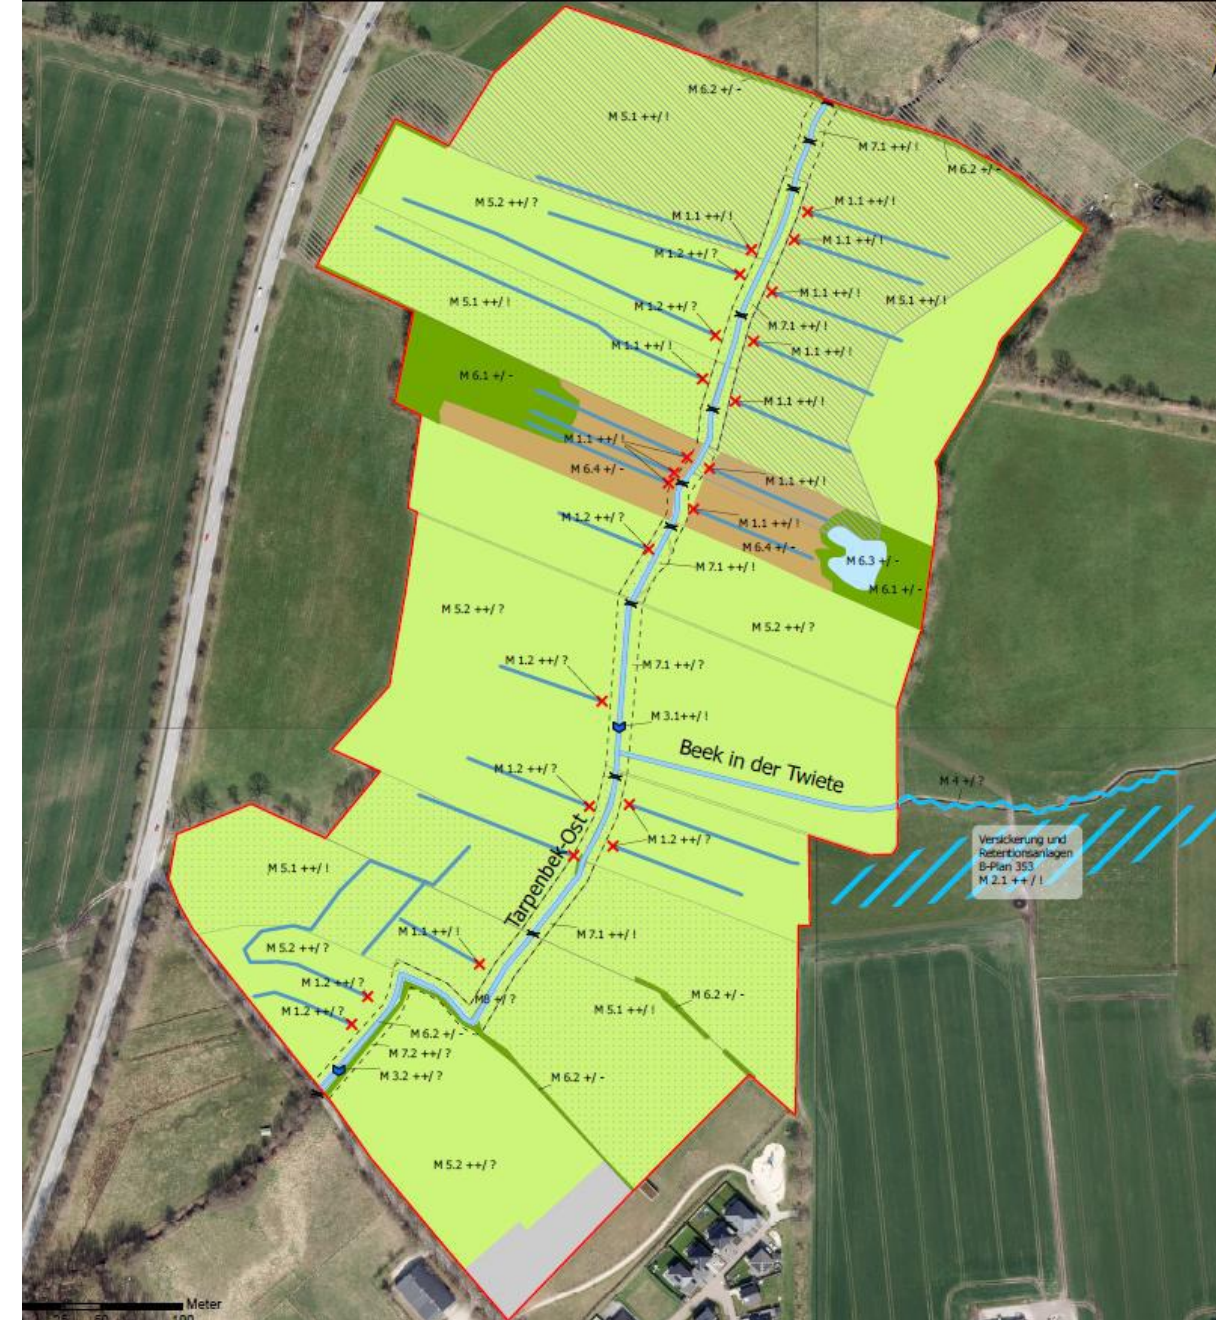 M 6.2 +/ -
M 5.1 ++/ !
M 7.1 ++/ !
M 6.2 +/ -
M 5.2 ++/ ?
M 1.1 ++/ !
M 1.1 ++/ !
M 1.1 ++/ !
M 1.2 ++/ ?
M 1.1 ++/ !
M 5.1 ++/ !
M 5.1 ++/ !
M 1.2 ++/ ?
M 7.1 ++/ !
M 1.1 ++/ !
M 1.1 ++/ !
M 6.1 +/ -
M 1.1 ++/ !
M 1.1 ++/ !
M 6.4 +/ -
M 1.1 ++/ !
M 1.2 ++/ ?
M 1.1 ++/ !
M 6.4 +/ -
M 6.3 +/ -
M 7.1 ++/ !
M 6.1 +/ -
M 5.2 ++/ ?
M 5.2 ++/ ?
M 1.2 ++/ ?
M 7.1 ++/ ?
M 3.1++/ !
Beek in der Twiete
M 1.2 ++/ ?
M 4 +/ ?
Tarpenbek-Ost
M 1.2 ++/ ?
Versickerung und
Retentionsanlagen
B-Plan 353
M 2.1 ++ / !
M 5.1 ++/ !
M 1.1 ++/ !
M 7.1 ++/ !
M 5.2 ++/ ?
M 1.2 ++/ ?
M8 +/ ?
M 6.2 +/ -
M 5.1 ++/ !
M 1.2 ++/ ?
M 6.2 +/ -
M 7.2 ++/ ?
M 3.2 ++/ ?
M 6.2 +/ -
M 5.2 ++/ ?
Meter